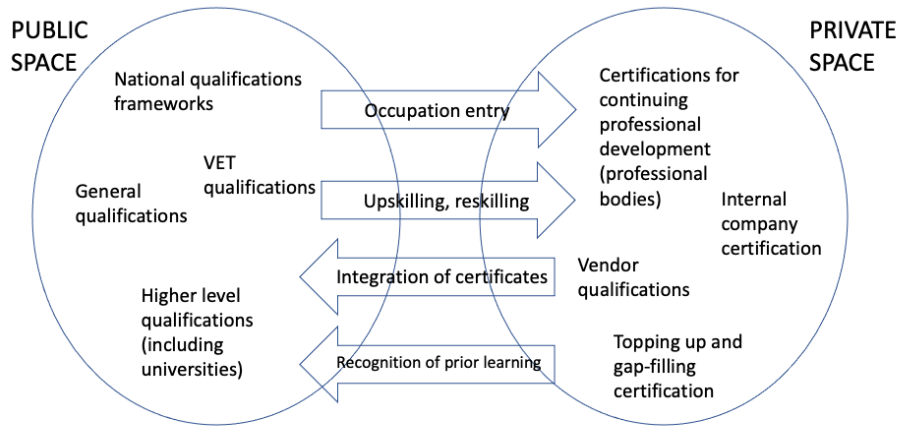 PUBLIC
SPACE
National qualifications
frameworks
VET
qualifications
General
qualifications
Higher level
qualifications
(including
universities)
Occupation entry
Upskilling, reskilling
Integration of certificates
Recognition of prior learning
PRIVATE
SPACE
Certifications for
continuing
professional
development
(professional
bodies)
Internal
company
certification
Vendor
qualifications
Topping up and
gap-filling
certification